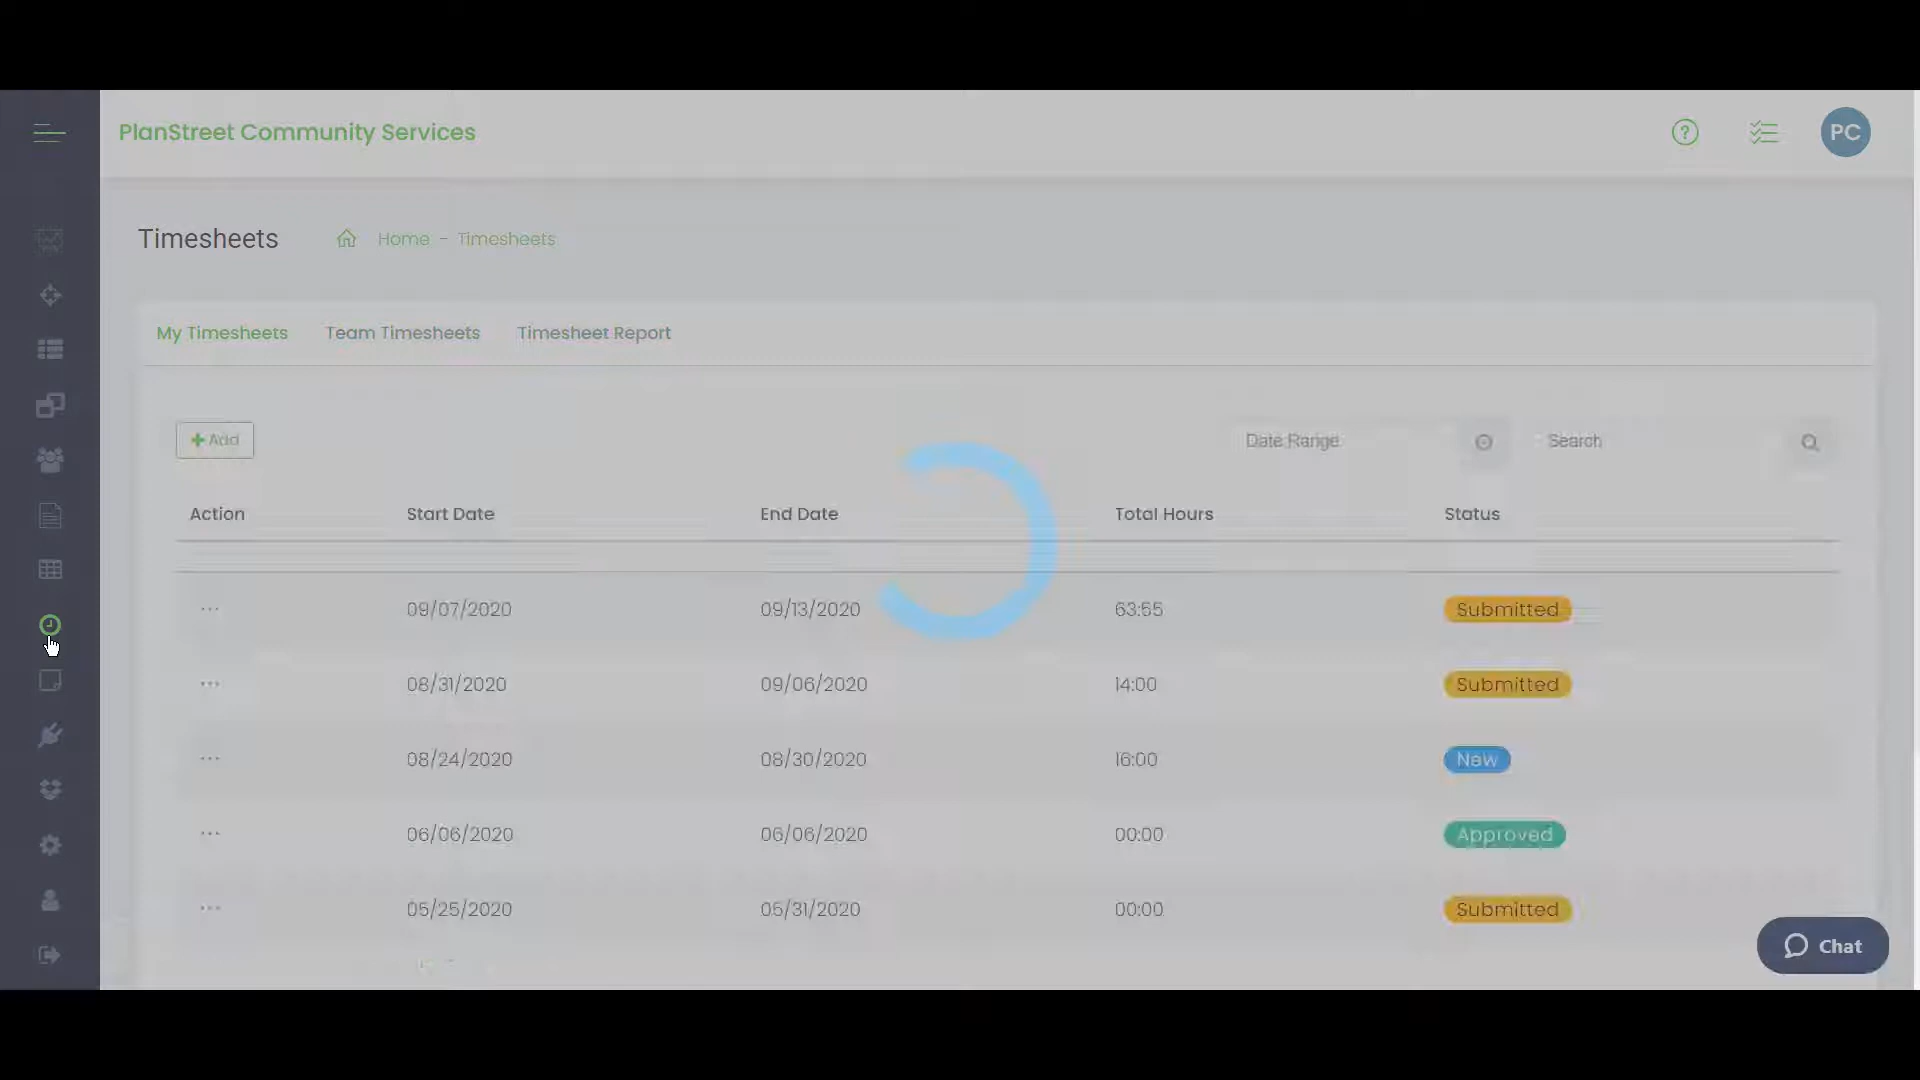 PlanStreet Community Services
PC
Timesheets Home - Timesheets
My Timesheets Team Timesheets Timesheet Report
Add Date Range Search
Action Start Date End Date Total Hours Status
... 09/07/2020 09/13/2020 63:55 Submitted
... 08/31/2020 09/06/2020 14:00 Submitted
... 08/24/2020 08/30/2020 16:00 New
... 06/06/2020 06/06/2020 00:00 Approved
... 05/25/2020 05/31/2020 00:00 Submitted
Chat